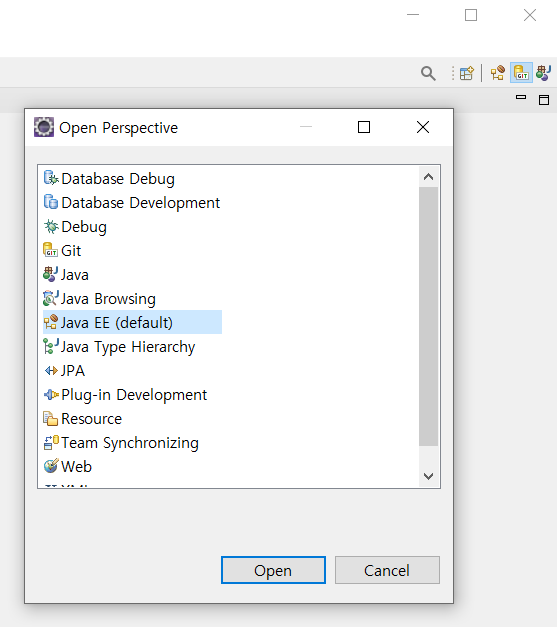 GIT
Open Perspective
Database Debug
Database Development
Debug
Git
Java
Java Browsing
Java EE (default)
Java Type Hierarchy
JPA
Plug-in Development
Resource
Team Synchronizing
Web
Open
Cancel